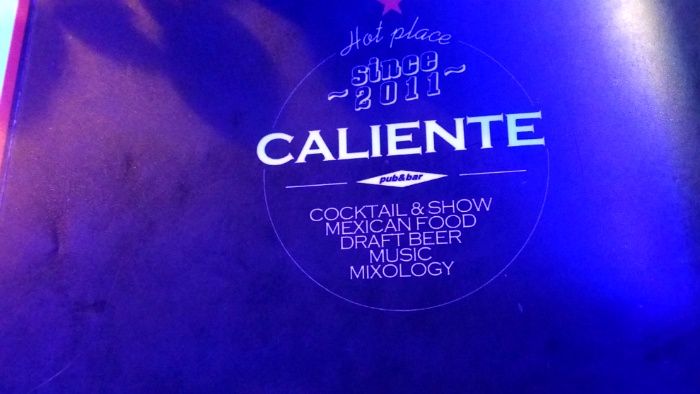 Hot place
~since~
2011
CALIENTE
pub&bar
COCKTAIL & SHOW
MEXICAN FOOD
DRAFT BEER
MUSIC
MIXOLOGY